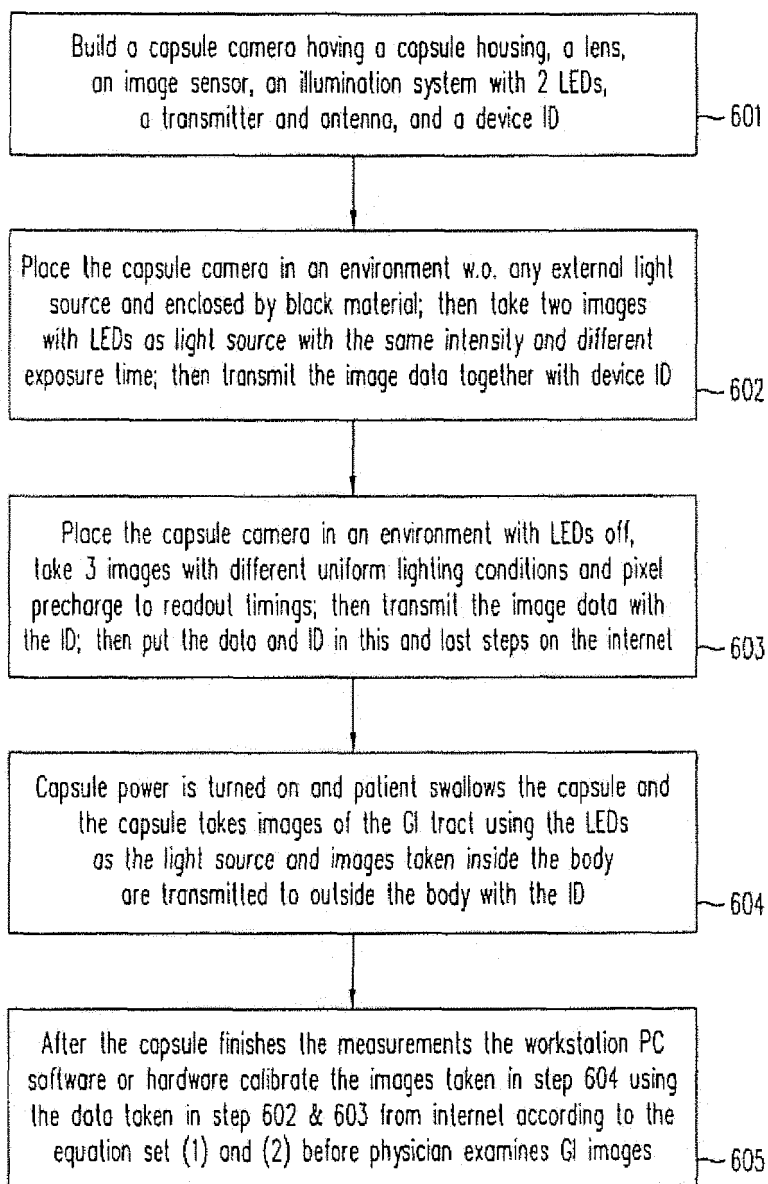 Build a capsule camera having a capsule housing, a lens,
an image sensor, an illumination system with 2 LEDs,
a transmitter and antenna, and a device ID
601
Place the capsule camera in an environment w.o. any external light
source and enclosed by black material; then take two images
with LEDs as light source with the same intensity and different
exposure time; then transmit the image data together with device ID
602
Place the capsule camera in an environment with LEDs off,
take 3 images with different uniform lighting conditions and pixel
precharge to readout timings; then transmit the image data with
the ID; then put the data and ID in this and last steps on the internet
603
Capsule power is turned on and patient swallows the capsule and
the capsule takes images of the GI tract using the LEDs
as the light source and images taken inside the body
are transmitted to outside the body with the ID
604
After the capsule finishes the measurements the workstation PC
software or hardware calibrate the images taken in step 604 using
the data taken in step 602 & 603 from internet according to the
equation set (1) and (2) before physician examines GI images
605